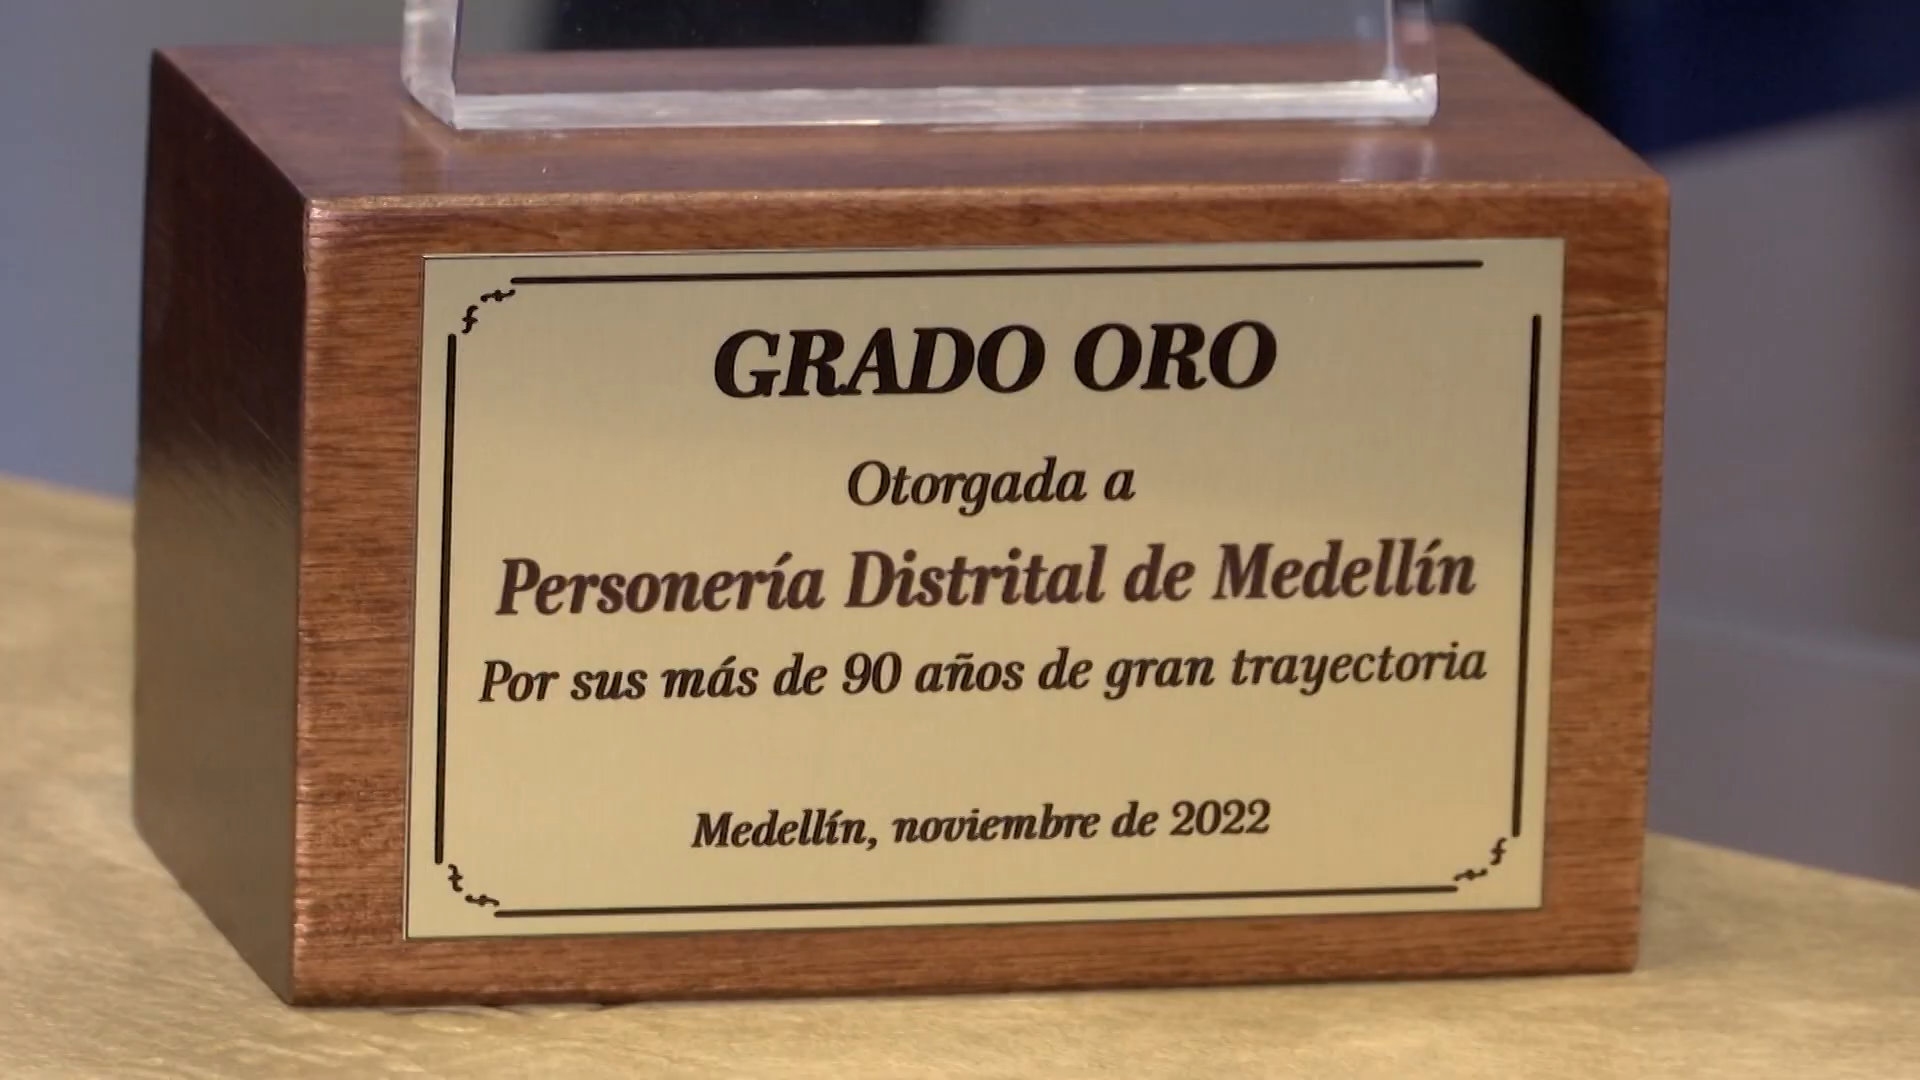 GRADO ORO
Otorgada a
Personería Distrital de Medellín
Por sus más de 90 años de gran trayectoria
Medellín, noviembre de 2022